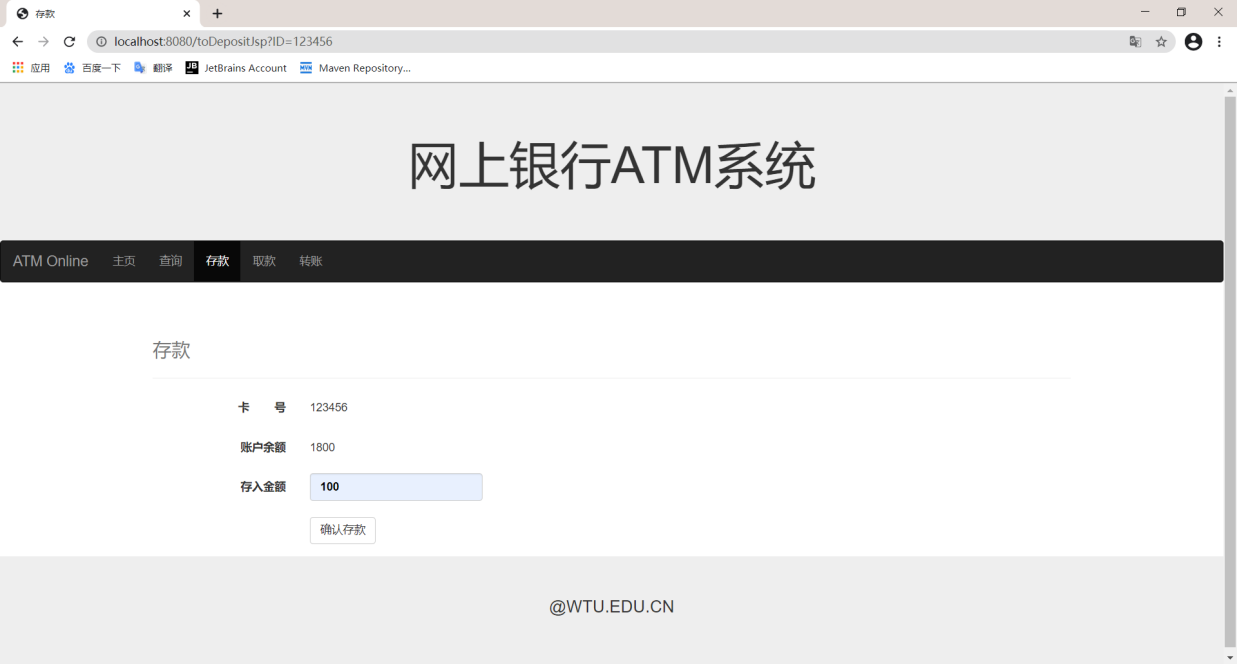 存款
localhost:8080/toDepositJsp?ID=123456
应用 百度一下 翻译 JB JetBrains Account MVN Maven Repository...
网上银行ATM系统
ATM Online 主页 查询 存款 取款 转账
存款
卡 号 123456
账户余额 1800
存入金额 100
确认存款
@WTU.EDU.CN